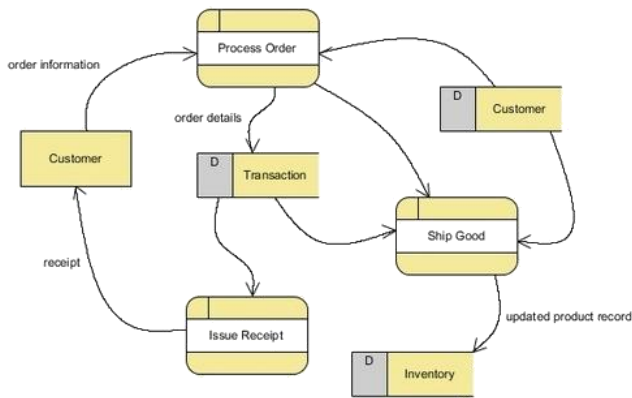 Process Order
order information
D
Customer
order details
D
Transaction
Customer
Ship Good
receipt
updated product record
Issue Receipt
D
Inventory